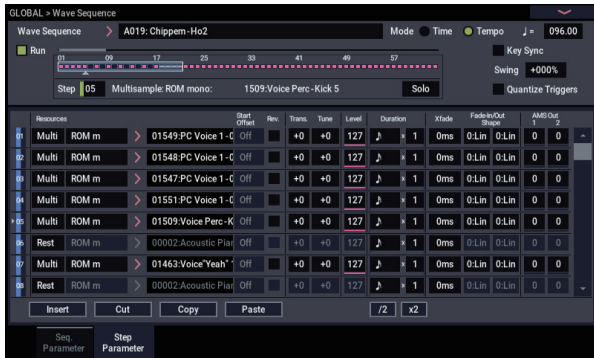 GLOBAL > Wave Sequence
Wave Sequence > A019: Chippem-Ho2 Mode Time Tempo ♩ = 096.00
Run 01 09 17 25 33 41 49 57 Key Sync
Swing +000%
Step 05 Multisample: ROM mono: 1509:Voice Perc-Kick 5 Solo Quantize Triggers
Resources Start Offset Rev. Trans. Tune Level Duration Xfade Fade-In/Out Shape AMS Out 1 2
01 Multi ROM m > 01549:PC Voice 1-C Off +0 +0 127 ♪ x 1 0ms 0:Lin 0:Lin 0 0
02 Multi ROM m > 01548:PC Voice 1-C Off +0 +0 127 ♪ x 1 0ms 0:Lin 0:Lin 0 0
03 Multi ROM m > 01547:PC Voice 1-C Off +0 +0 127 ♪ x 1 0ms 0:Lin 0:Lin 0 0
04 Multi ROM m > 01551:PC Voice 1-C Off +0 +0 127 ♪ x 1 0ms 0:Lin 0:Lin 0 0
05 Multi ROM m > 01509:Voice Perc-K Off +0 +0 127 ♪ x 1 0ms 0:Lin 0:Lin 0 0
06 Rest ROM m > 00002:Acoustic Pian Off +0 +0 127 ♪ x 1 0ms 0:Lin 0:Lin 0 0
07 Multi ROM m > 01463:Voice"Yeah" 1 Off +0 +0 127 ♪ x 1 0ms 0:Lin 0:Lin 0 0
08 Rest ROM m > 00002:Acoustic Pian Off +0 +0 127 ♪ x 1 0ms 0:Lin 0:Lin 0 0
Insert Cut Copy Paste /2 x2
Seq. Parameter Step Parameter